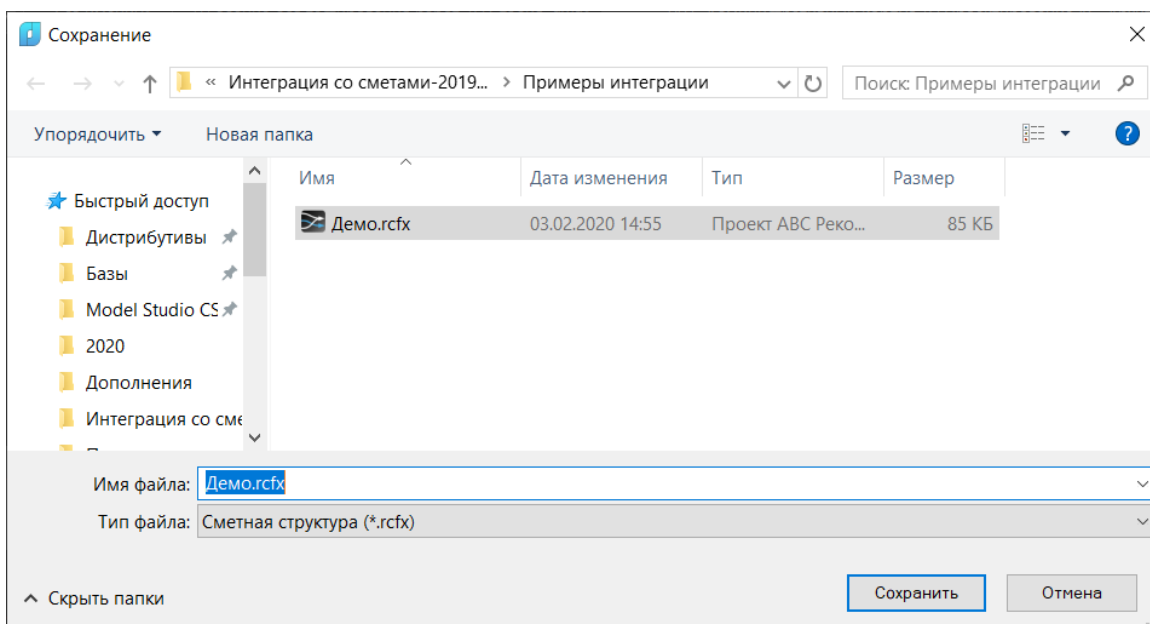 Сохранение
« Интеграция со сметами-2019... > Примеры интеграции
Поиск: Примеры интеграции
Упорядочить
Новая папка
Имя Дата изменения Тип Размер
Быстрый доступ
Демо.rcfx 03.02.2020 14:55 Проект ABC Реко... 85 КБ
Дистрибутивы
Базы
Model Studio CS
2020
Дополнения
Интеграция со сме
Имя файла: Демо.rcfx
Тип файла: Сметная структура (*.rcfx)
Скрыть папки
Сохранить
Отмена